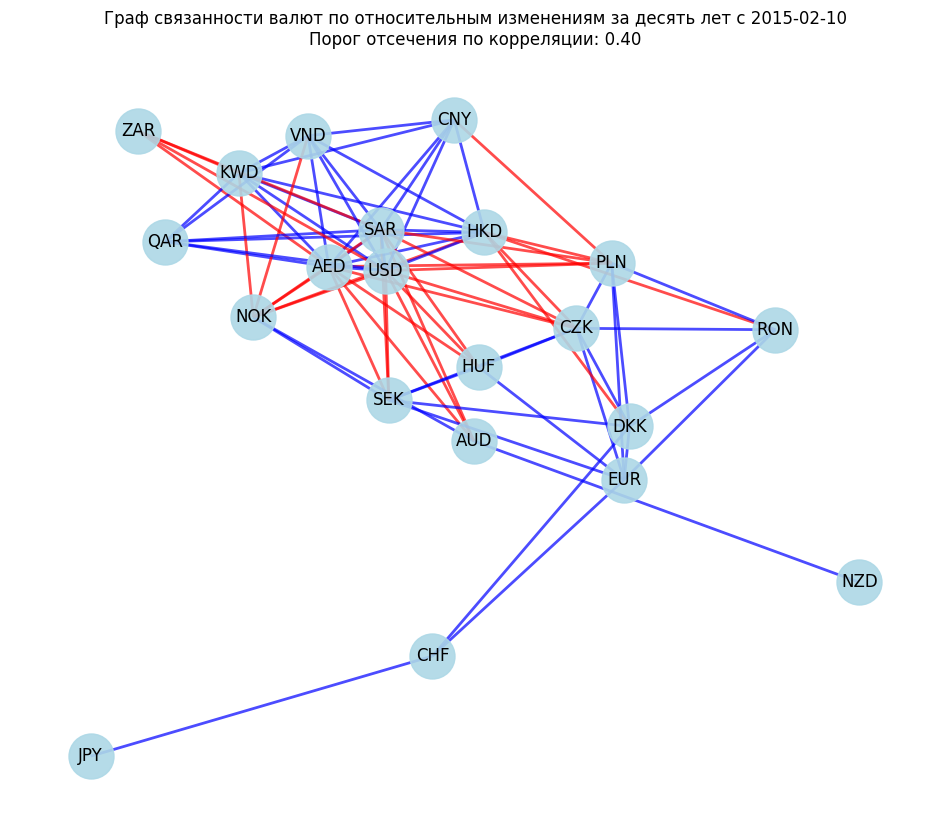 Граф связанности валют по относительным изменениям за десять лет с 2015-02-10
Порог отсечения по корреляции: 0.40
CNY
ZAR
VND
KWD
SAR
HKD
QAR
AED
USD
PLN
NOK
CZK
RON
HUF
SEK
DKK
AUD
EUR
NZD
CHF
JPY